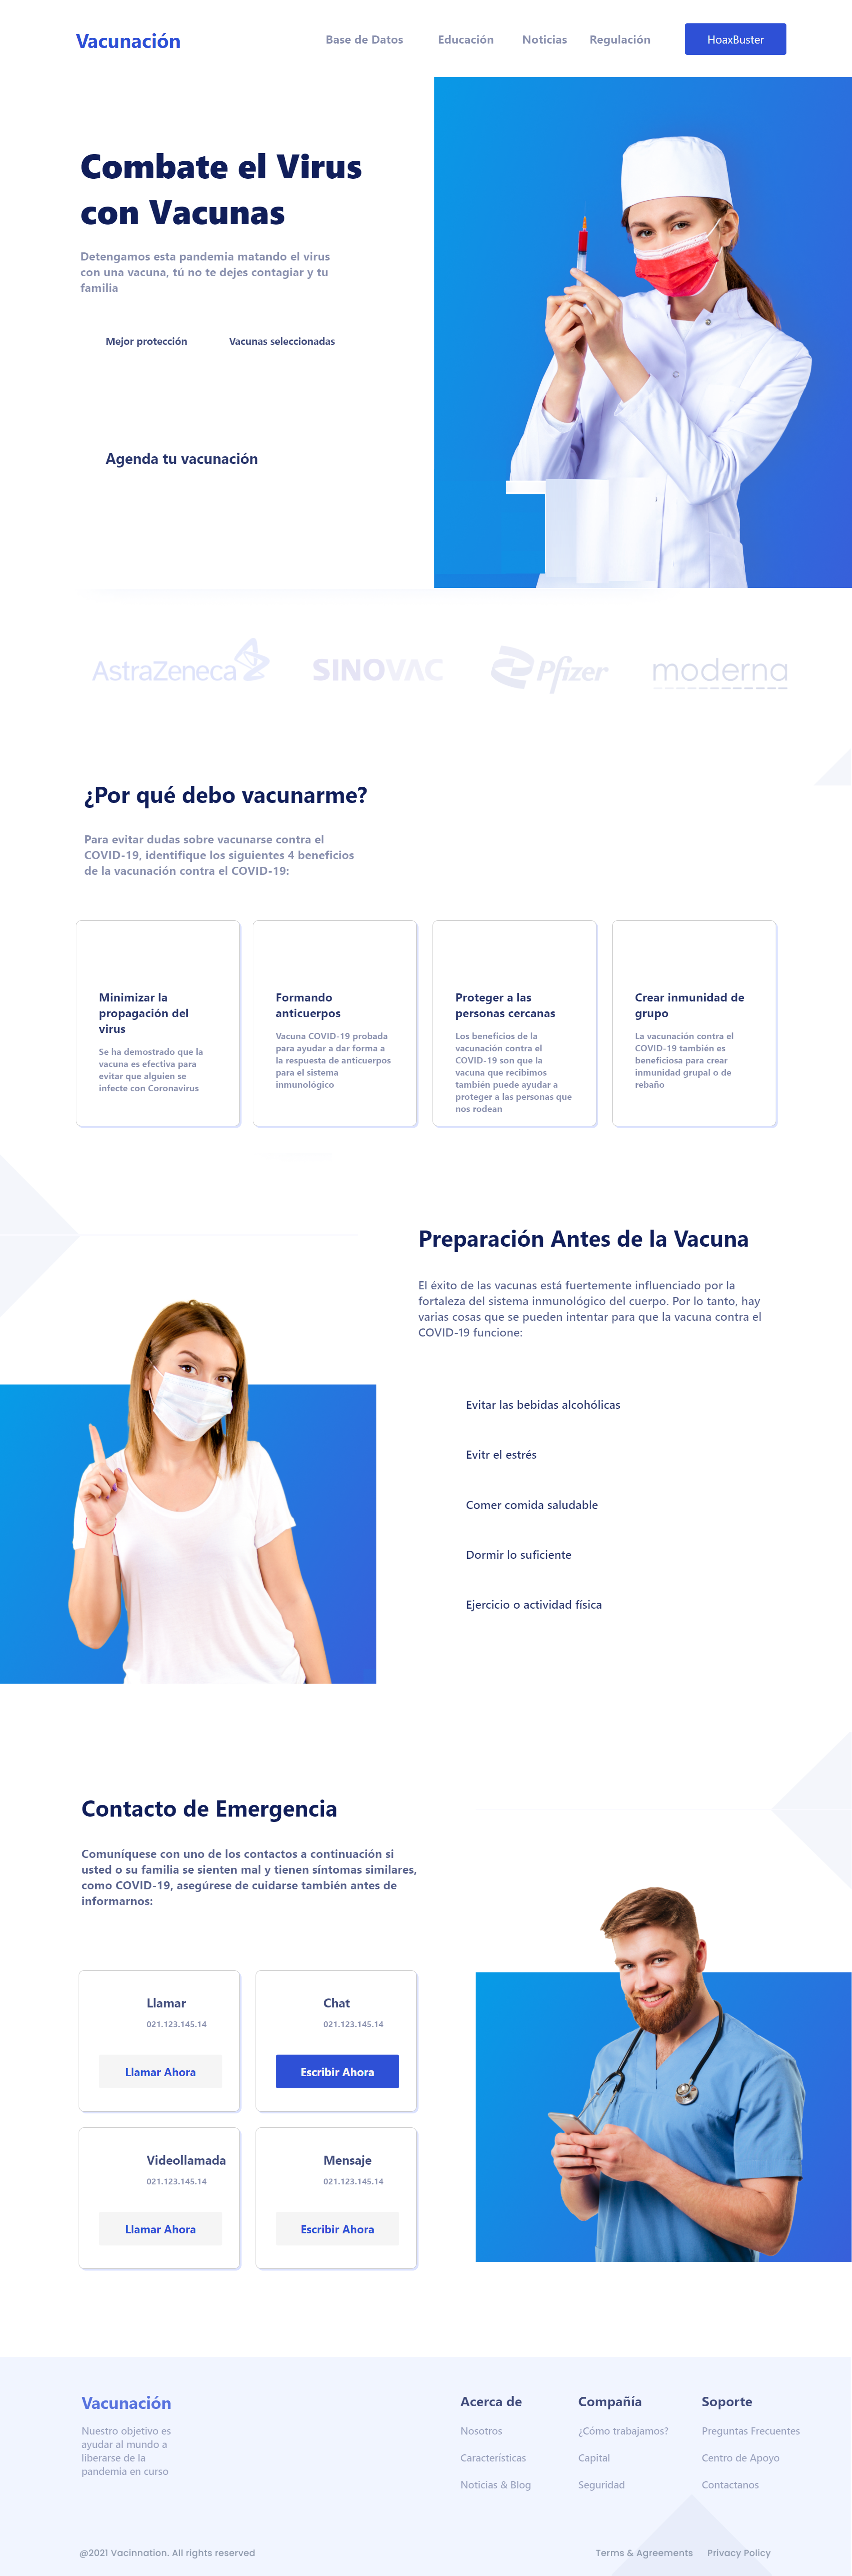 Vacunación
Base de Datos
Educación
Noticias
Regulación
HoaxBuster
Combate el Virus
con Vacunas
Detengamos esta pandemia matando el virus
con una vacuna, tú no te dejes contagiar y tu
familia
Mejor protección
Vacunas seleccionadas
Agenda tu vacunación
AstraZeneca
SINOVAC
Pfizer
moderna
¿Por qué debo vacunarme?
Para evitar dudas sobre vacunarse contra el
COVID-19, identifique los siguientes 4 beneficios
de la vacunación contra el COVID-19:
Minimizar la
propagación del
virus
Se ha demostrado que la
vacuna es efectiva para
evitar que alguien se
infecte con Coronavirus
Formando
anticuerpos
Vacuna COVID-19 probada
para ayudar a dar forma a
la respuesta de anticuerpos
para el sistema
inmunológico
Proteger a las
personas cercanas
Los beneficios de la
vacunación contra el
COVID-19 son que la
vacuna que recibimos
también puede ayudar a
proteger a las personas que
nos rodean
Crear inmunidad de
grupo
La vacunación contra el
COVID-19 también es
beneficiosa para crear
inmunidad grupal o de
rebaño
Preparación Antes de la Vacuna
El éxito de las vacunas está fuertemente influenciado por la
fortaleza del sistema inmunológico del cuerpo. Por lo tanto, hay
varias cosas que se pueden intentar para que la vacuna contra el
COVID-19 funcione:
Evitar las bebidas alcohólicas
Evitr el estrés
Comer comida saludable
Dormir lo suficiente
Ejercicio o actividad física
Contacto de Emergencia
Comuníquese con uno de los contactos a continuación si
usted o su familia se sienten mal y tienen síntomas similares,
como COVID-19, asegúrese de cuidarse también antes de
informarnos:
Llamar
021.123.145.14
Llamar Ahora
Chat
021.123.145.14
Escribir Ahora
Videollamada
021.123.145.14
Llamar Ahora
Mensaje
021.123.145.14
Escribir Ahora
Vacunación
Nuestro objetivo es
ayudar al mundo a
liberarse de la
pandemia en curso
Acerca de
Nosotros
Características
Noticias & Blog
Compañía
¿Cómo trabajamos?
Capital
Seguridad
Soporte
Preguntas Frecuentes
Centro de Apoyo
Contactanos
@2021 Vacinnation. All rights reserved
Terms & Agreements
Privacy Policy